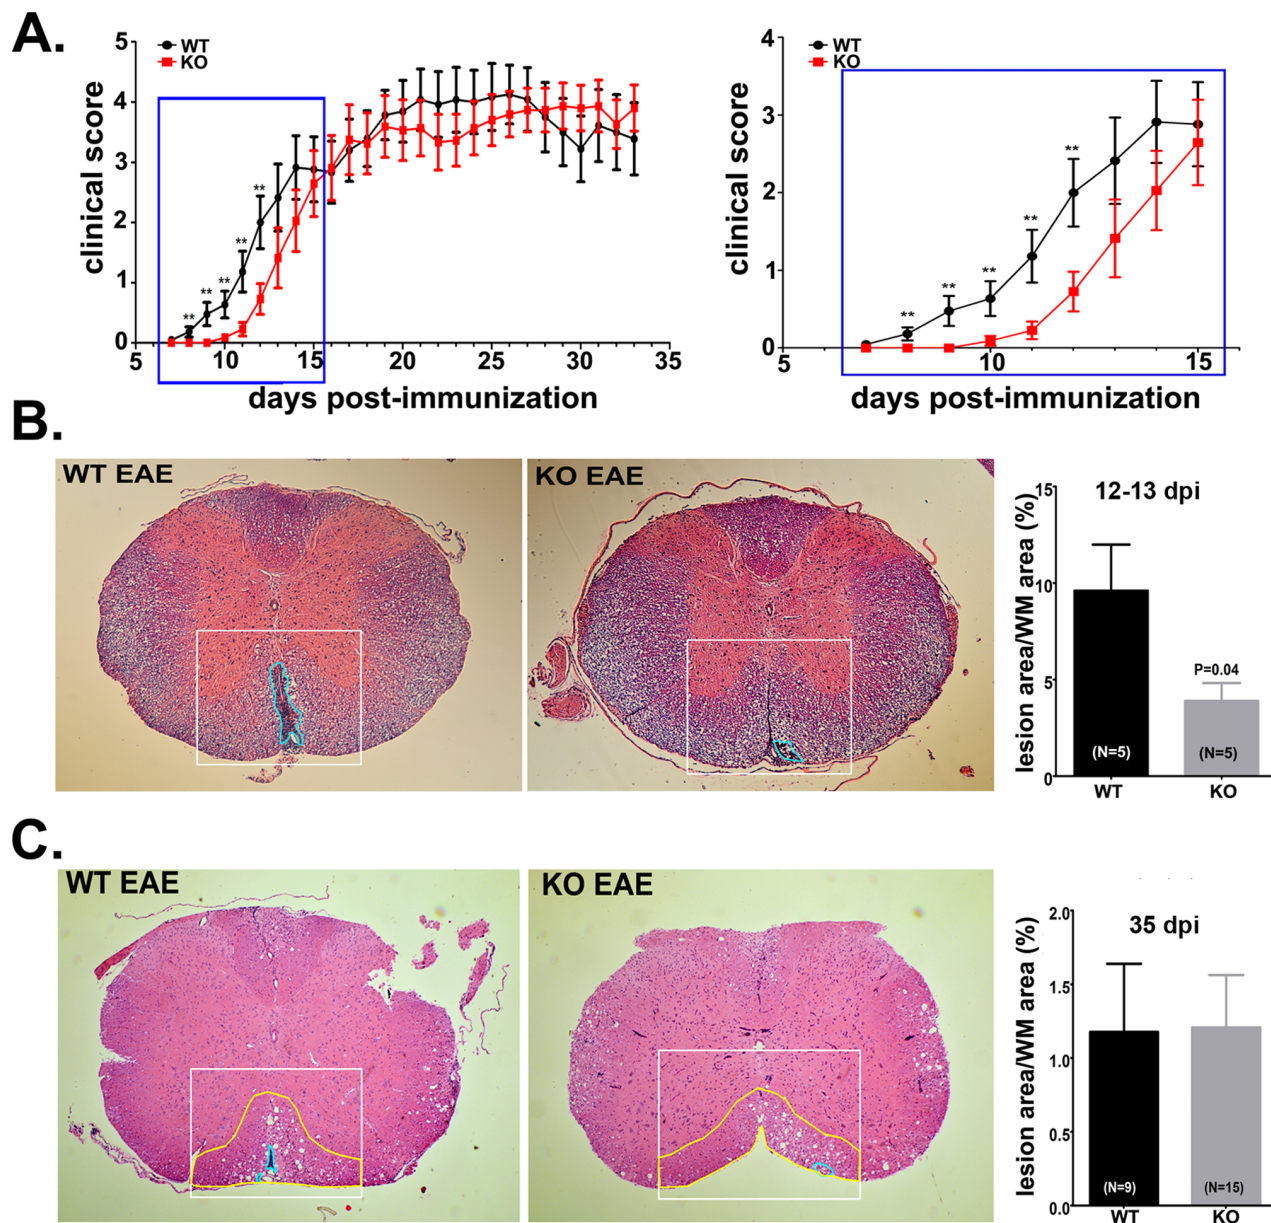 A.
WT
KO
clinical score
5
4
3
2
1
0
** ** ** ** **
5 10 15 20 25 30 35
days post-immunization
WT
KO
clinical score
4
3
2
1
0
** ** ** ** **
5 10 15
days post-immunization
B.
WT EAE
KO EAE
12-13 dpi
lesion area/WM area (%)
15
10
5
0
P=0.04
(N=5) (N=5)
WT KO
C.
WT EAE
KO EAE
35 dpi
lesion area/WM area (%)
2.0
1.5
1.0
0.5
0.0
(N=9) (N=15)
WT KO